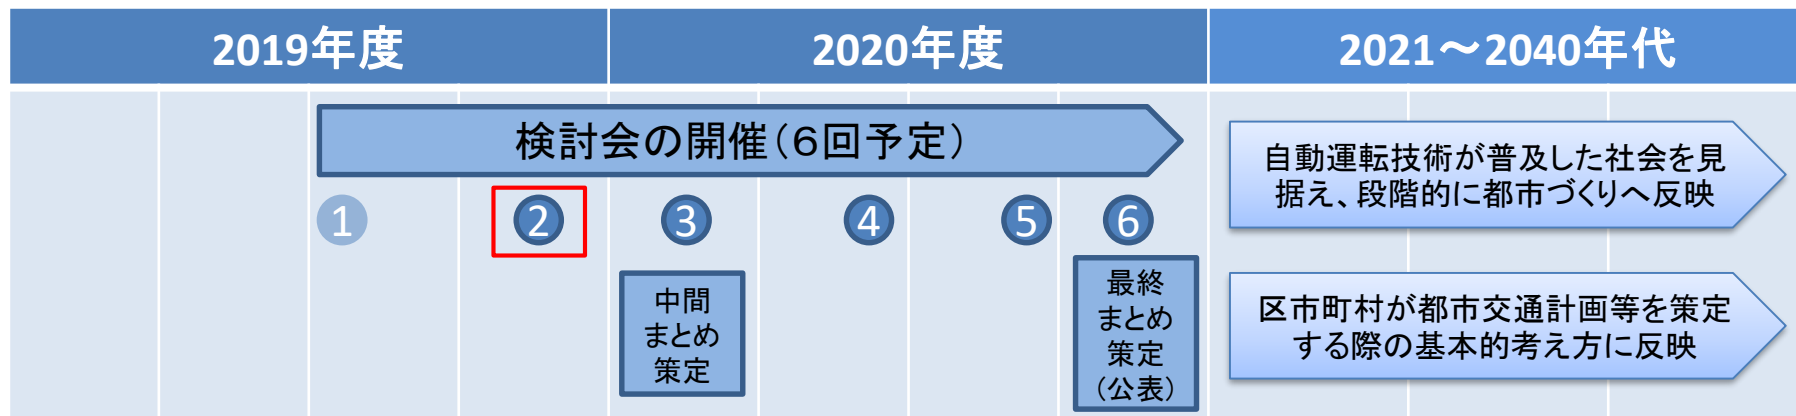 2019年度
2020年度
2021～2040年代
検討会の開催（６回予定）
1
2
3
4
5
6
中間
まとめ
策定
最終
まとめ
策定
（公表）
自動運転技術が普及した社会を見
据え、段階的に都市づくりへ反映
区市町村が都市交通計画等を策定
する際の基本的考え方に反映